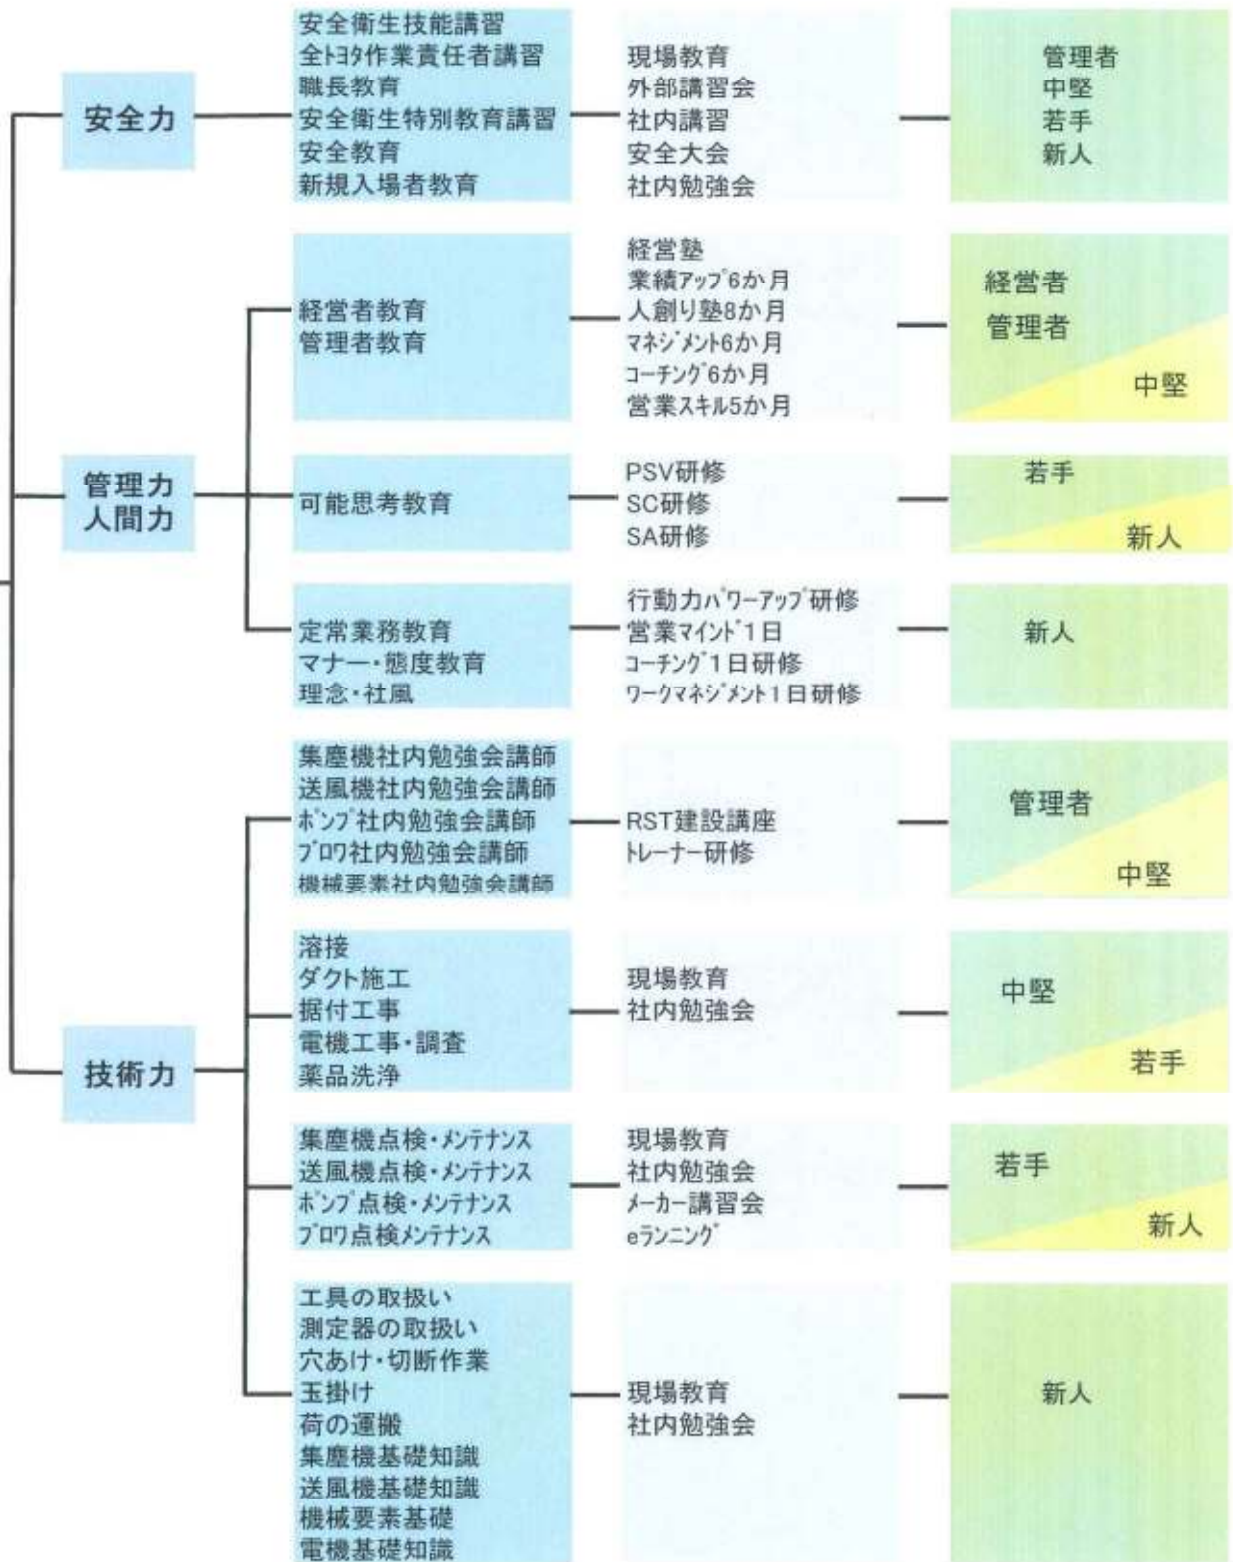 安全力
安全衛生技能講習
全ﾄﾖﾀ作業責任者講習
職長教育
安全衛生特別教育講習
安全教育
新規入場者教育
現場教育
外部講習会
社内講習
安全大会
社内勉強会
管理者
中堅
若手
新人
管理力
人間力
経営者教育
管理者教育
経営塾
業績ｱｯﾌﾟ6か月
人創り塾8か月
ﾏﾈｼﾞﾒﾝﾄ6か月
ｺｰﾁﾝｸﾞ6か月
営業ｽｷﾙ5か月
経営者
管理者
中堅
可能思考教育
PSV研修
SC研修
SA研修
若手
新人
定常業務教育
マナー・態度教育
理念・社風
行動力ﾊﾟﾜｰｱｯﾌﾟ研修
営業ﾏｲﾝﾄﾞ1日
ｺｰﾁﾝｸﾞ1日研修
ﾜｰｸﾏﾈｼﾞﾒﾝﾄ1日研修
新人
技術力
集塵機社内勉強会講師
送風機社内勉強会講師
ﾎﾟﾝﾌﾟ社内勉強会講師
ﾌﾞﾛﾜ社内勉強会講師
機械要素社内勉強会講師
RST建設講座
ﾄﾚｰﾅｰ研修
管理者
中堅
溶接
ダクト施工
据付工事
電機工事・調査
薬品洗浄
現場教育
社内勉強会
中堅
若手
集塵機点検・ﾒﾝﾃﾅﾝｽ
送風機点検・ﾒﾝﾃﾅﾝｽ
ﾎﾟﾝﾌﾟ点検・ﾒﾝﾃﾅﾝｽ
ﾌﾞﾛﾜ点検ﾒﾝﾃﾅﾝｽ
現場教育
社内勉強会
ﾒｰｶｰ講習会
eﾗﾝﾆﾝｸﾞ
若手
新人
工具の取扱い
測定器の取扱い
穴あけ・切断作業
玉掛け
荷の運搬
集塵機基礎知識
送風機基礎知識
機械要素基礎
電機基礎知識
現場教育
社内勉強会
新人